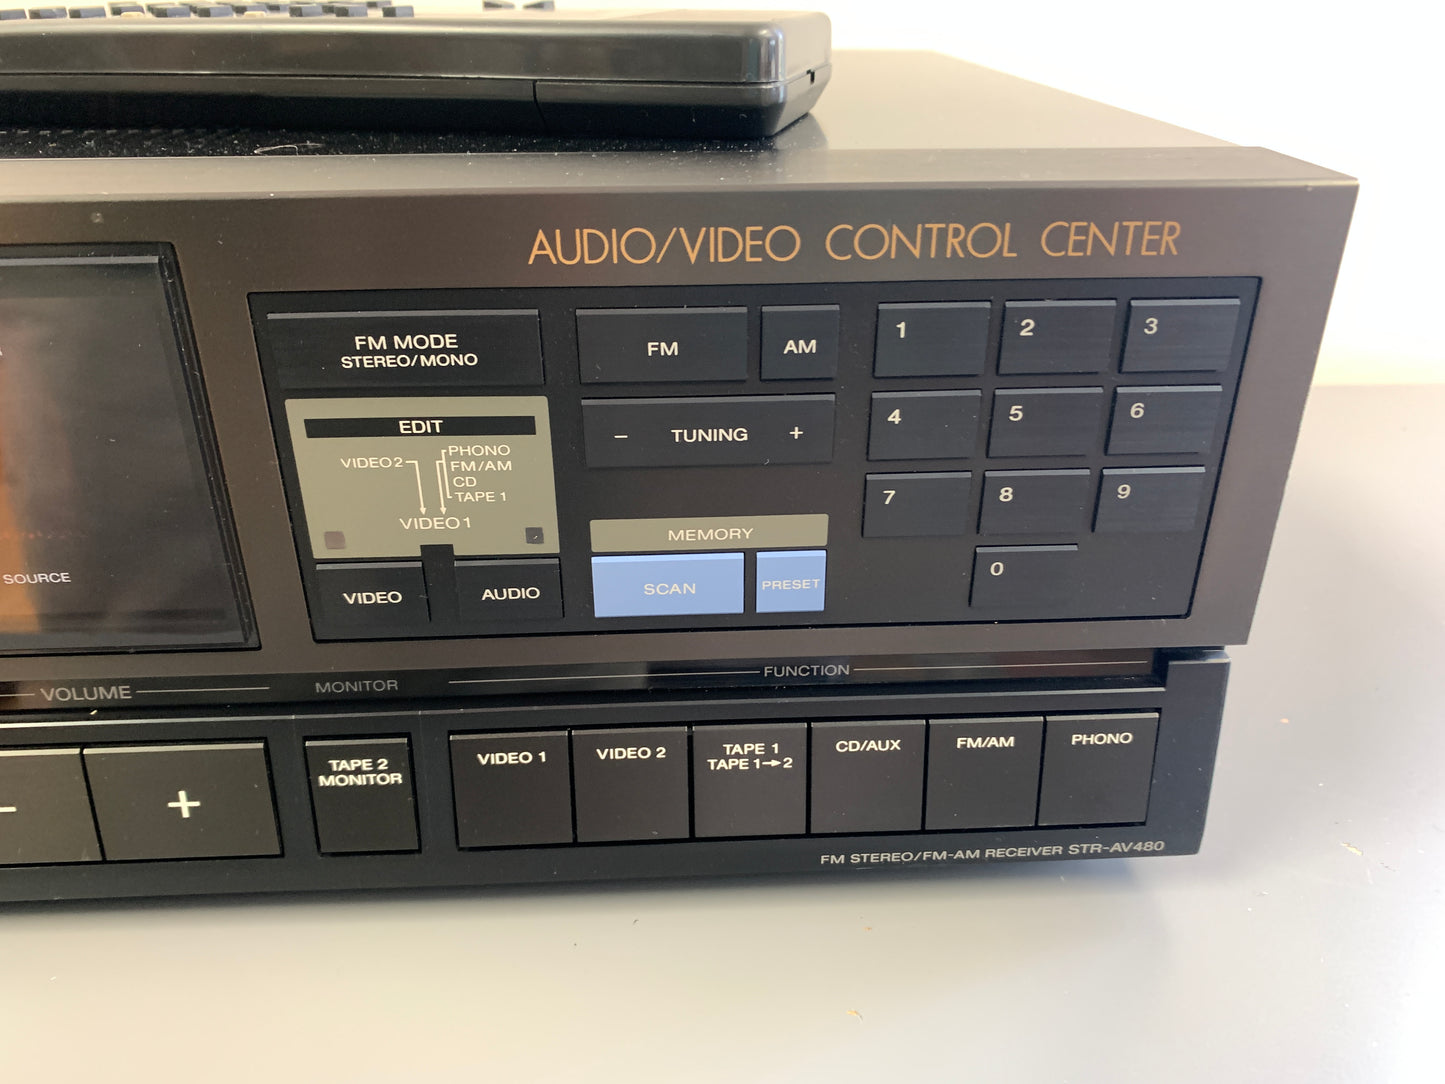 AUDIO/VIDEO CONTROL CENTER
FM MODE
STEREO/MONO
FM
AM
1
2
3
- TUNING +
4
5
6
EDIT
VIDEO 2
PHONO
FM/AM
CD
TAPE 1
VIDEO 1
7
8
9
MEMORY
SCAN
PRESET
0
VIDEO
AUDIO
SOURCE
VOLUME
MONITOR
FUNCTION
-
+
TAPE 2
MONITOR
VIDEO 1
VIDEO 2
TAPE 1
TAPE 1→2
CD/AUX
FM/AM
PHONO
FM STEREO/FM-AM RECEIVER STR-AV480